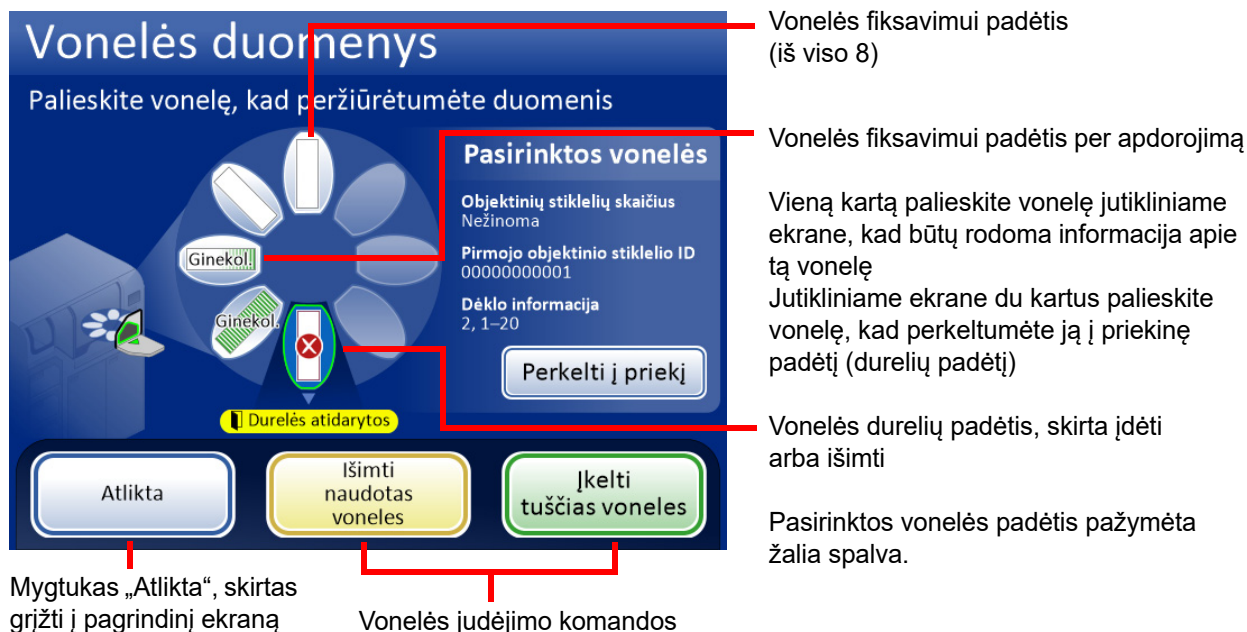 Vonelės duomenys
Palieskite vonelę, kad peržiūrėtumėte duomenis
Ginekol.
Ginekol.
Durelės atidarytos
Pasirinktos vonelės
Objektinių stiklelių skaičius
Nežinoma
Pirmojo objektinio stiklelio ID
00000000001
Dėklo informacija
2, 1–20
Perkelti į priekį
Atlikta
Išimti
naudotas
voneles
Įkelti
tuščias voneles
Vonelės fiksavimui padėtis
(iš viso 8)
Vonelės fiksavimui padėtis per apdorojimą
Vieną kartą palieskite vonelę jutikliniame
ekrane, kad būtų rodoma informacija apie
tą vonelę
Jutikliniame ekrane du kartus palieskite
vonelę, kad perkeltumėte ją į priekinę
padėtį (durelių padėtį)
Vonelės durelių padėtis, skirta įdėti
arba išimti
Pasirinktos vonelės padėtis pažymėta
žalia spalva.
Mygtukas „Atlikta“, skirtas
grįžti į pagrindinį ekraną
Vonelės judėjimo komandos